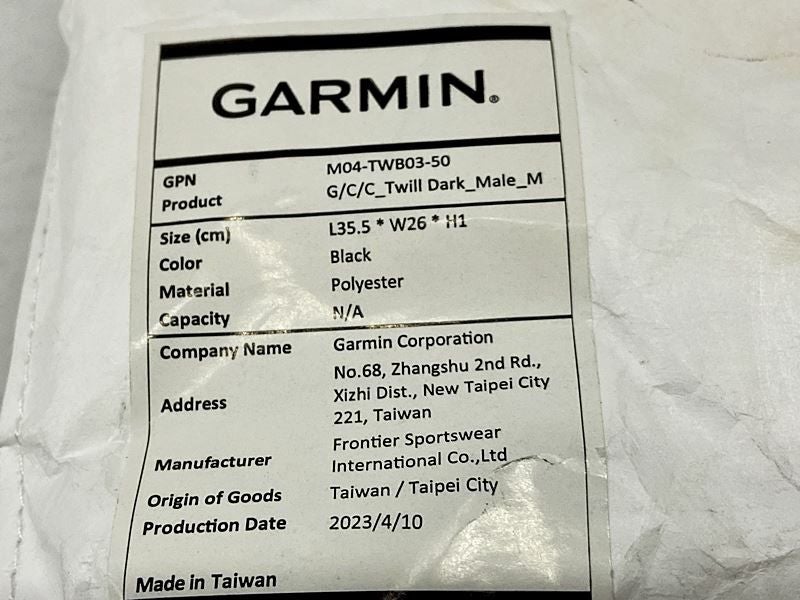 GARMIN®
GPN M04-TWB03-50
Product G/C/C_Twill Dark_Male_M
Size (cm) L35.5 * W26 * H1
Color Black
Material Polyester
Capacity N/A
Company Name Garmin Corporation
Address No.68, Zhangshu 2nd Rd.,
Xizhi Dist., New Taipei City
221, Taiwan
Manufacturer Frontier Sportswear
International Co.,Ltd
Origin of Goods Taiwan / Taipei City
Production Date 2023/4/10
Made in Taiwan